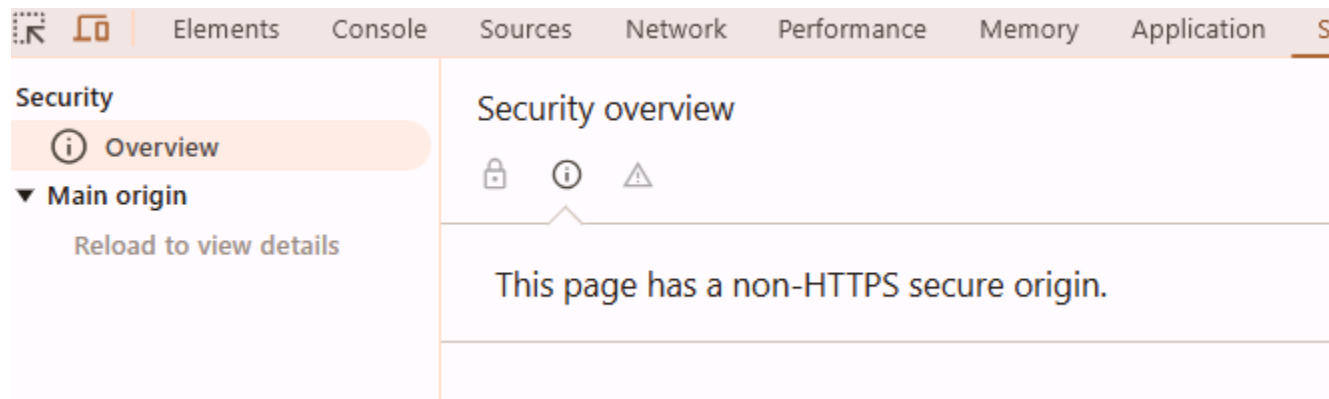 Elements Console Sources Network Performance Memory Application S
Security
Overview
Main origin
Reload to view details
Security overview
This page has a non-HTTPS secure origin.